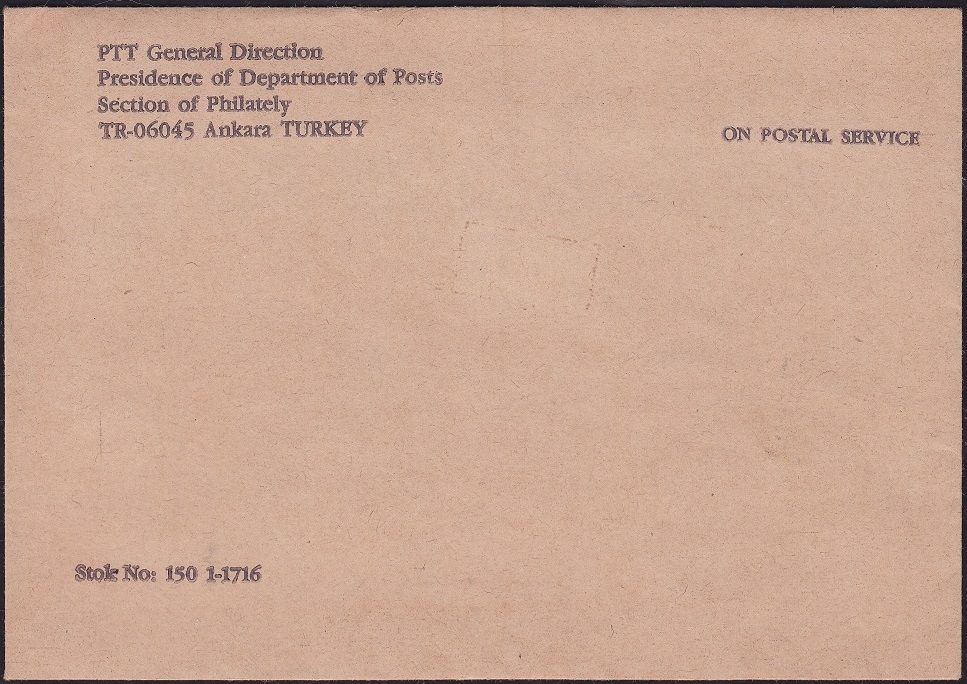 PTT General Direction
Presidence of Department of Posts
Section of Philately
TR-06045 Ankara TURKEY
ON POSTAL SERVICE
Stok No: 150 1-1716